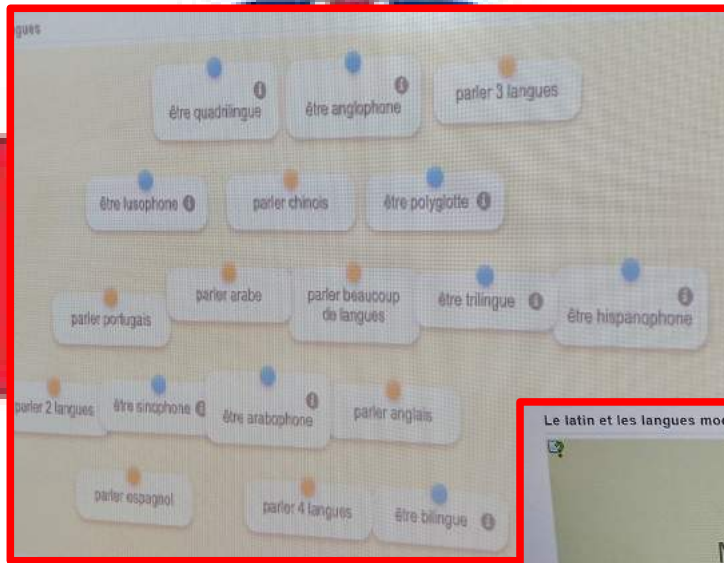 gues
être quadrilingue
être anglophone
parler 3 langues
être lusophone
parler chinois
être polyglotte
parler portugais
parler arabe
parler beaucoup
de langues
être trilingue
être hispanophone
parler 2 langues
être sinophone
être arabophone
parler anglais
parler espagnol
parler 4 langues
être bilingue
Le latin et les langues mod